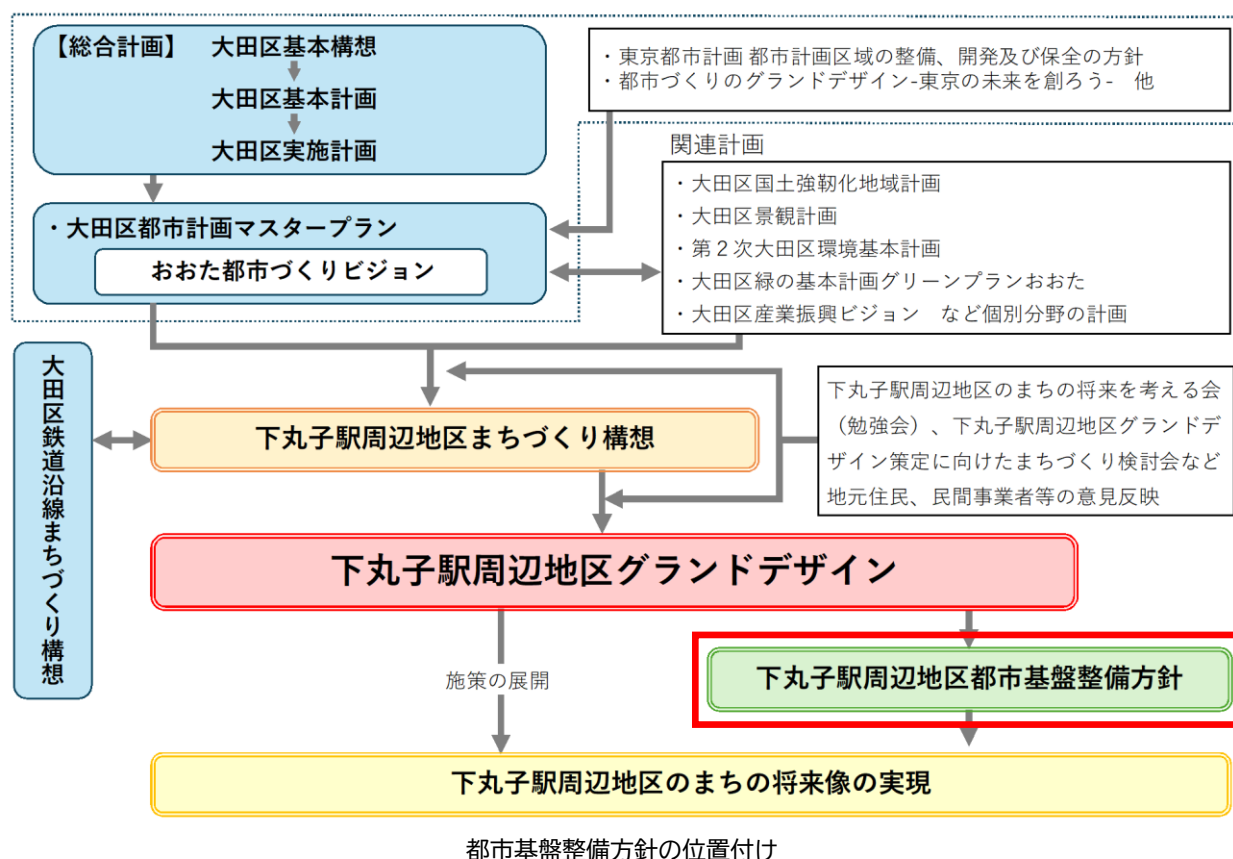 【総合計画】 大田区基本構想
大田区基本計画
大田区実施計画
・東京都市計画 都市計画区域の整備、開発及び保全の方針
・都市づくりのグランドデザイン-東京の未来を創ろう- 他
・大田区都市計画マスタープラン
おおた都市づくりビジョン
関連計画
・大田区国土強靭化地域計画
・大田区景観計画
・第２次大田区環境基本計画
・大田区緑の基本計画グリーンプランおおた
・大田区産業振興ビジョン など個別分野の計画
大田区鉄道沿線まちづくり構想
下丸子駅周辺地区まちづくり構想
下丸子駅周辺地区のまちの将来を考える会
（勉強会）、下丸子駅周辺地区グランドデ
ザイン策定に向けたまちづくり検討会など
地元住民、民間事業者等の意見反映
下丸子駅周辺地区グランドデザイン
施策の展開
下丸子駅周辺地区都市基盤整備方針
下丸子駅周辺地区のまちの将来像の実現
都市基盤整備方針の位置付け